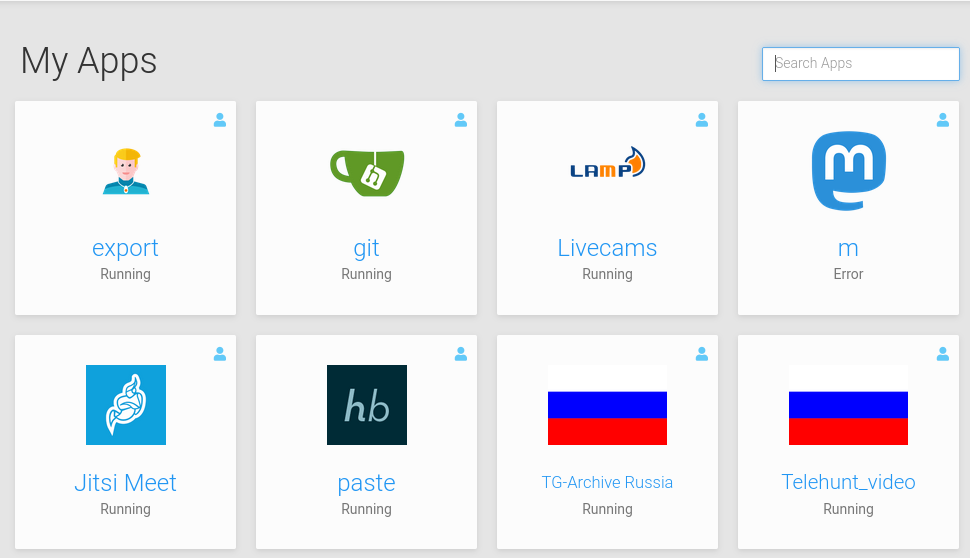 My Apps
Search Apps
LAMP
m
export
git
Livecams
m
Running
Running
Running
Error
hb
Jitsi Meet
paste
TG-Archive Russia
Telehunt_video
Running
Running
Running
Running